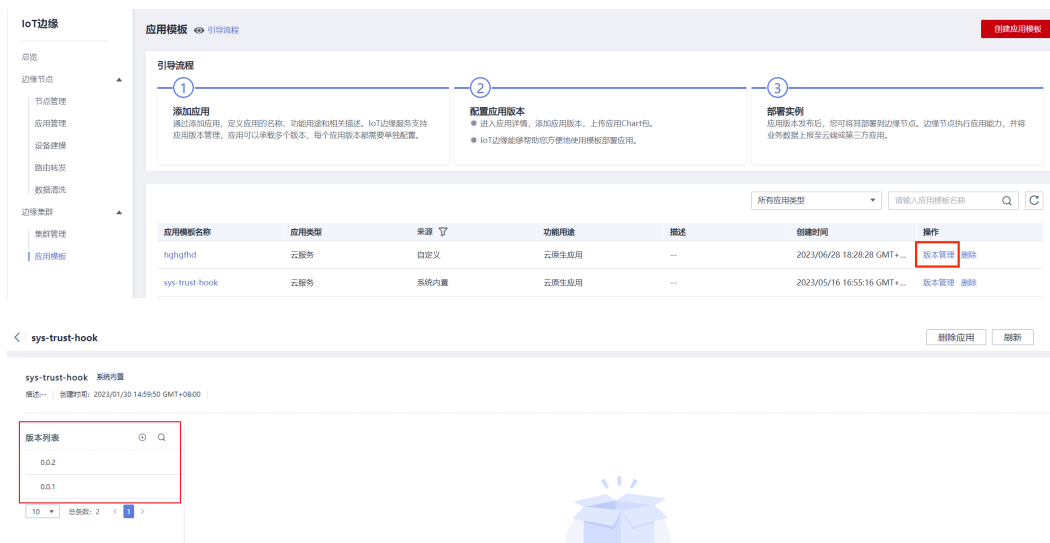 IoT边缘
总览
边缘节点
节点管理
应用管理
设备建模
路由转发
数据清洗
边缘集群
集群管理
应用模板
应用模板 引导流程
创建应用模板
引导流程
1
添加应用
通过添加应用，定义应用的名称、功能用途和相关描述。IoT边缘服务支持
应用版本管理，应用可以承载多个版本，每个应用版本都需要单独配置。
2
配置应用版本
进入应用详情，添加应用版本，上传应用Chart包。
IoT边缘能够帮助您方便地使用模板部署应用。
3
部署实例
应用版本发布后，您可将其部署到边缘节点。边缘节点执行应用能力，并将
业务数据上报至云端或第三方应用。
所有应用类型 请输入应用模板名称
应用模板名称 应用类型 来源 功能用途 描述 创建时间 操作
hghgfhd 云服务 自定义 云原生应用 -- 2023/06/28 18:28:28 GMT+... 版本管理 删除
sys-trust-hook 云服务 系统内置 云原生应用 -- 2023/05/16 16:55:16 GMT+... 版本管理 删除
sys-trust-hook 删除应用 刷新
sys-trust-hook 系统内置
描述:-- 创建时间: 2023/01/30 14:59:50 GMT+08:00
版本列表
0.0.2
0.0.1
10 总条数: 2 < 1 >